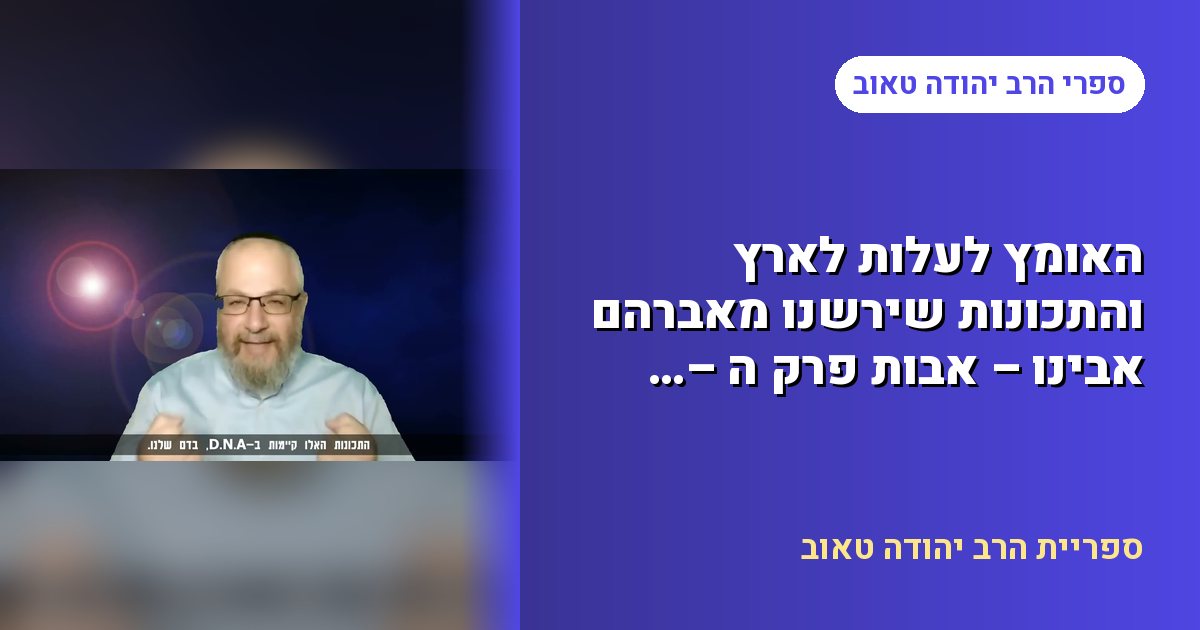 ספרי הרב יהודה טאוב
האומץ לעלות לארץ
והתכונות שירשנו מאברהם
אבינו – אבות פרק ה –...
התכונות האלו קיימות ב–D.N.A, בדם שלנו.
ספריית הרב יהודה טאוב